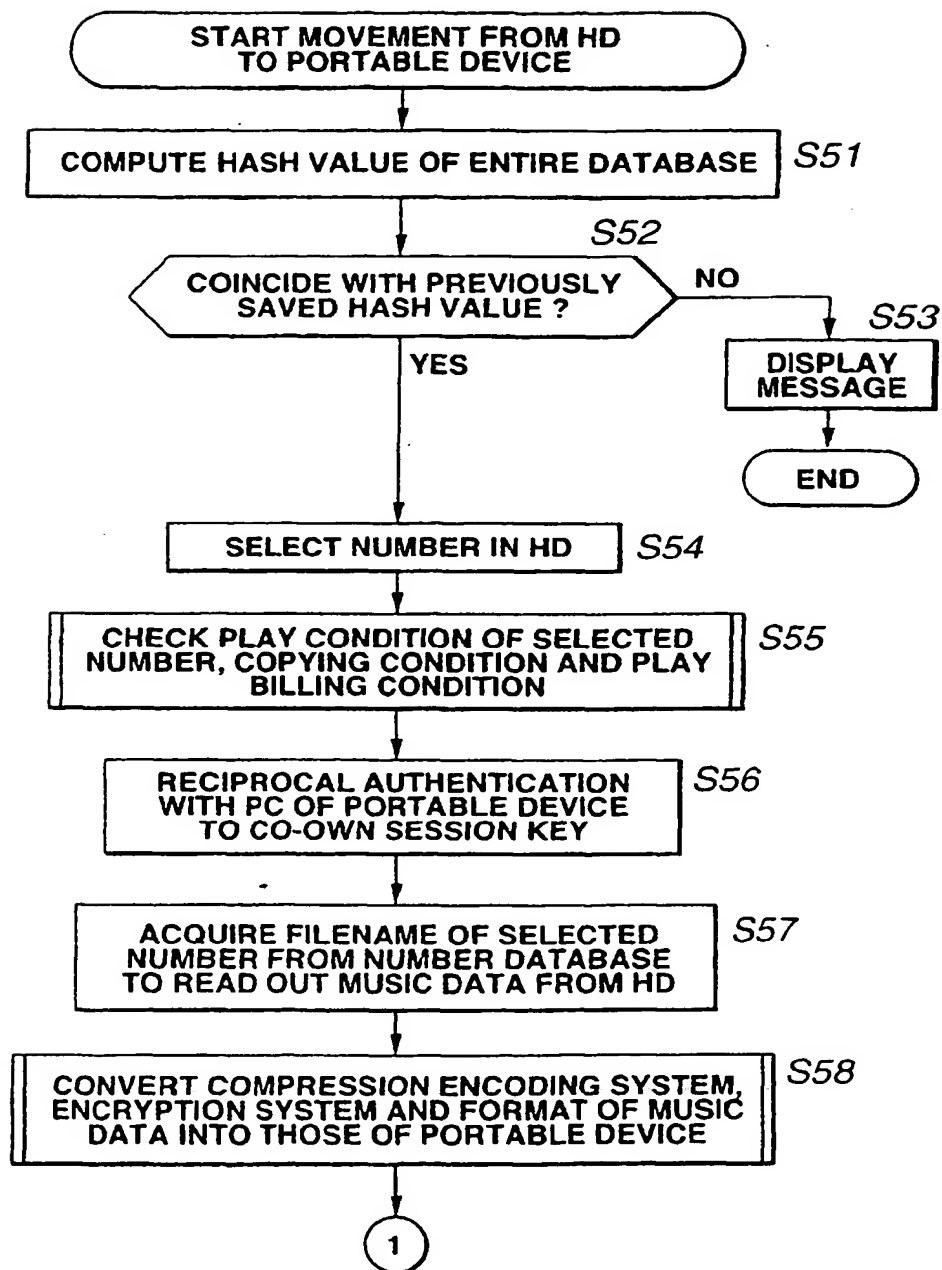 START MOVEMENT FROM HD
TO PORTABLE DEVICE
COMPUTE HASH VALUE OF ENTIRE DATABASE
S51
S52
COINCIDE WITH PREVIOUSLY
SAVED HASH VALUE ?
NO
YES
S53
DISPLAY
MESSAGE
END
SELECT NUMBER IN HD
S54
CHECK PLAY CONDITION OF SELECTED
NUMBER, COPYING CONDITION AND PLAY
BILLING CONDITION
S55
RECIPROCAL AUTHENTICATION
WITH PC OF PORTABLE DEVICE
TO CO-OWN SESSION KEY
S56
ACQUIRE FILENAME OF SELECTED
NUMBER FROM NUMBER DATABASE
TO READ OUT MUSIC DATA FROM HD
S57
CONVERT COMPRESSION ENCODING SYSTEM,
ENCRYPTION SYSTEM AND FORMAT OF MUSIC
DATA INTO THOSE OF PORTABLE DEVICE
S58
1